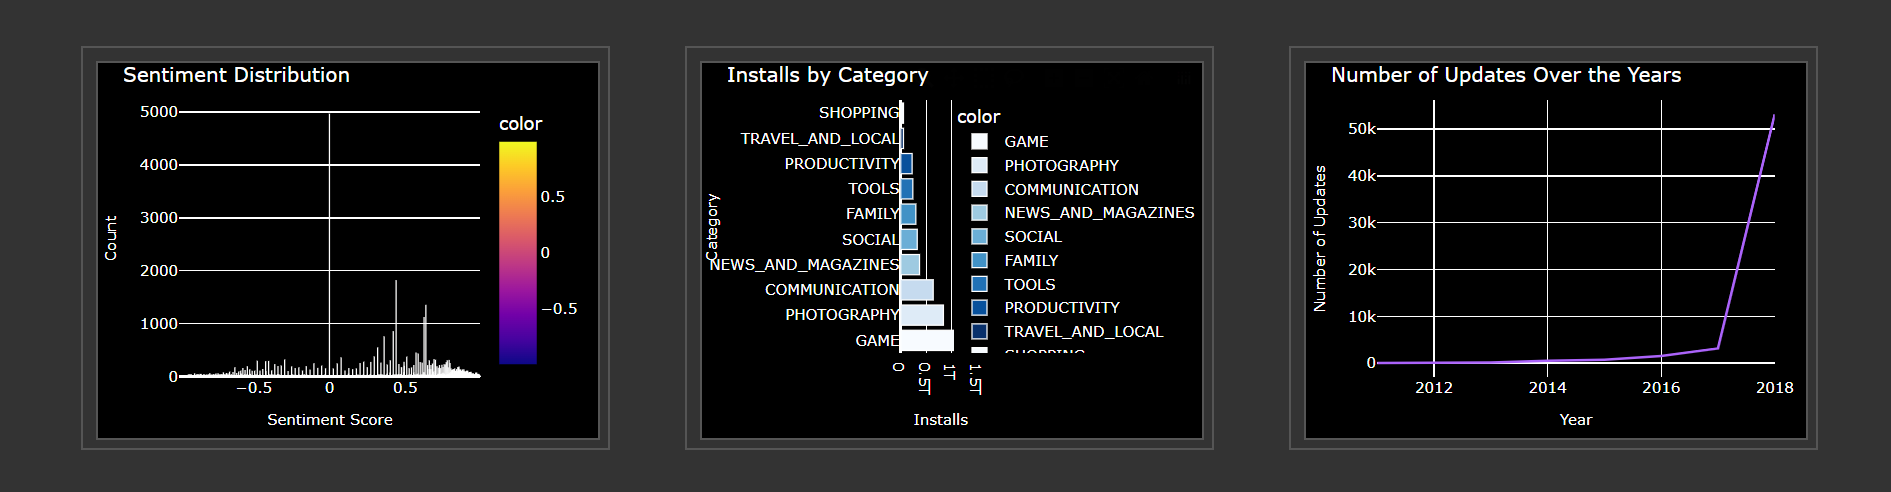 Sentiment Distribution
5000
4000
3000
2000
1000
0
Count
−0.5
0
0.5
Sentiment Score
color
0.5
0
−0.5
Installs by Category
SHOPPING
TRAVEL_AND_LOCAL
PRODUCTIVITY
TOOLS
FAMILY
SOCIAL
NEWS_AND_MAGAZINES
COMMUNICATION
PHOTOGRAPHY
GAME
Category
0
0.5T
1T
1.5T
Installs
color
GAME
PHOTOGRAPHY
COMMUNICATION
NEWS_AND_MAGAZINES
SOCIAL
FAMILY
TOOLS
PRODUCTIVITY
TRAVEL_AND_LOCAL
SHOPPING
Number of Updates Over the Years
50k
40k
30k
20k
10k
0
Number of Updates
2012
2014
2016
2018
Year